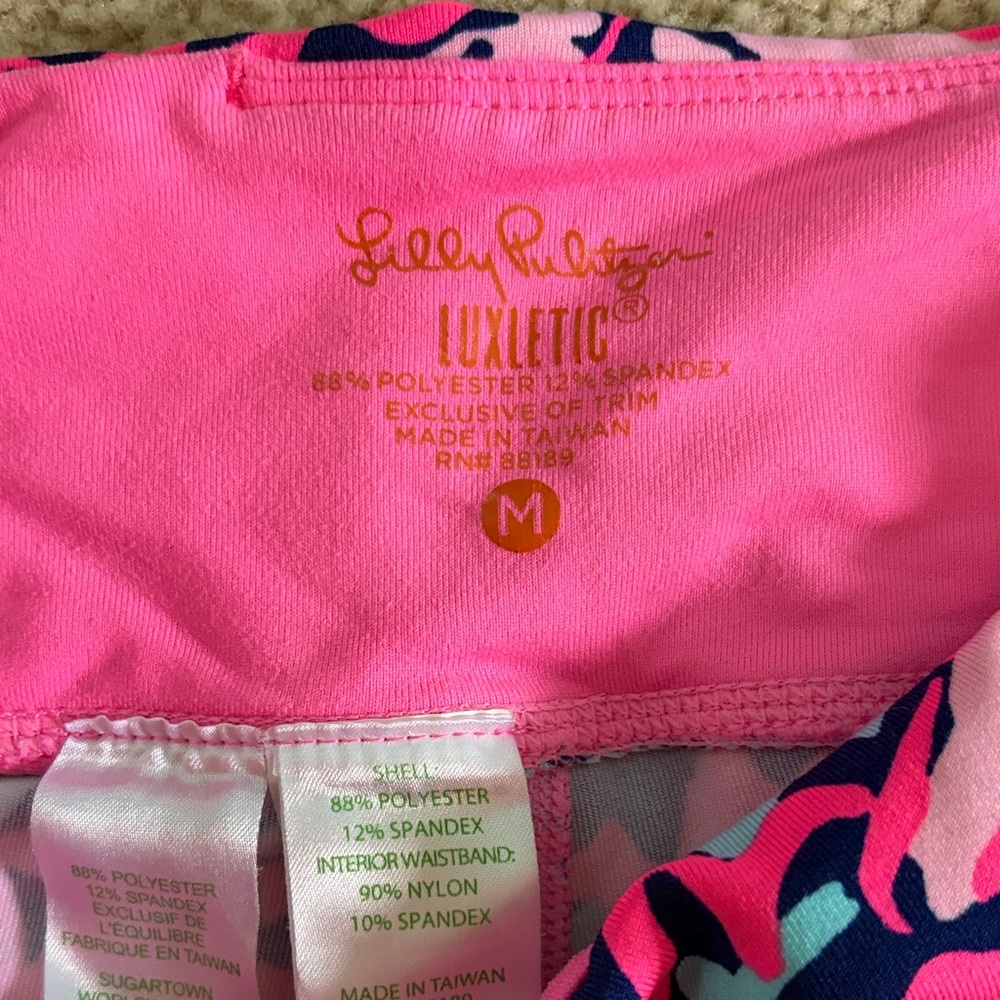 Lilly Pulitzer
LUXLETIC®
88% POLYESTER 12% SPANDEX
EXCLUSIVE OF TRIM
MADE IN TAIWAN
RN# 88189
M
88% POLYESTER
12% SPANDEX
EXCLUSIF DE
L'ÉQUILIBRE
FABRIQUE EN TAIWAN
SUGARTOWN
SHELL:
88% POLYESTER
12% SPANDEX
INTERIOR WAISTBAND:
90% NYLON
10% SPANDEX
MADE IN TAIWAN